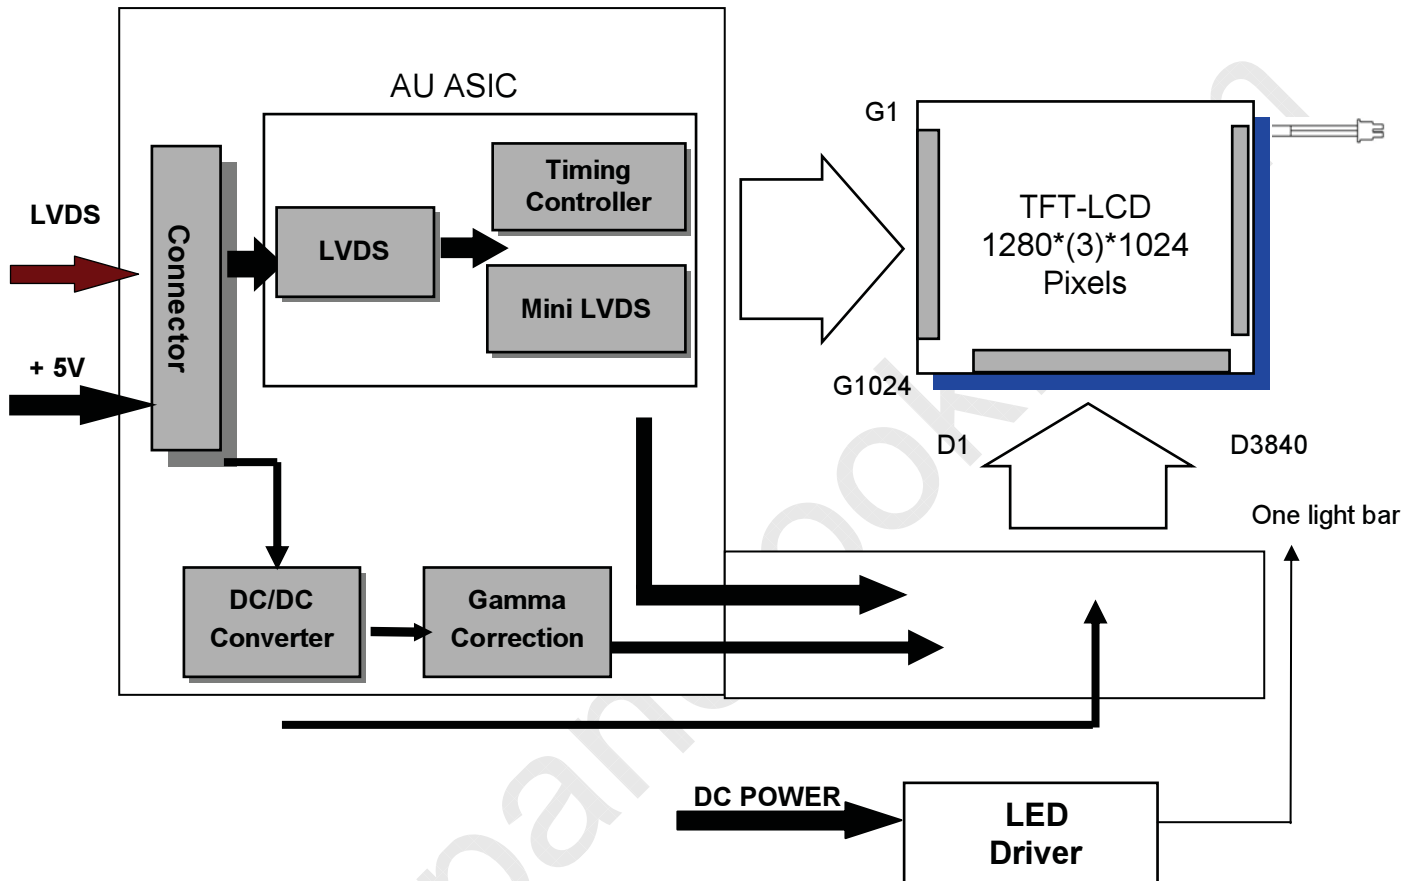 AU ASIC
G1
Timing
Controller
TFT-LCD
1280*(3)*1024
Pixels
LVDS
Connector
LVDS
Mini LVDS
+ 5V
G1024
D1
D3840
One light bar
DC/DC
Converter
Gamma
Correction
DC POWER
LED
Driver